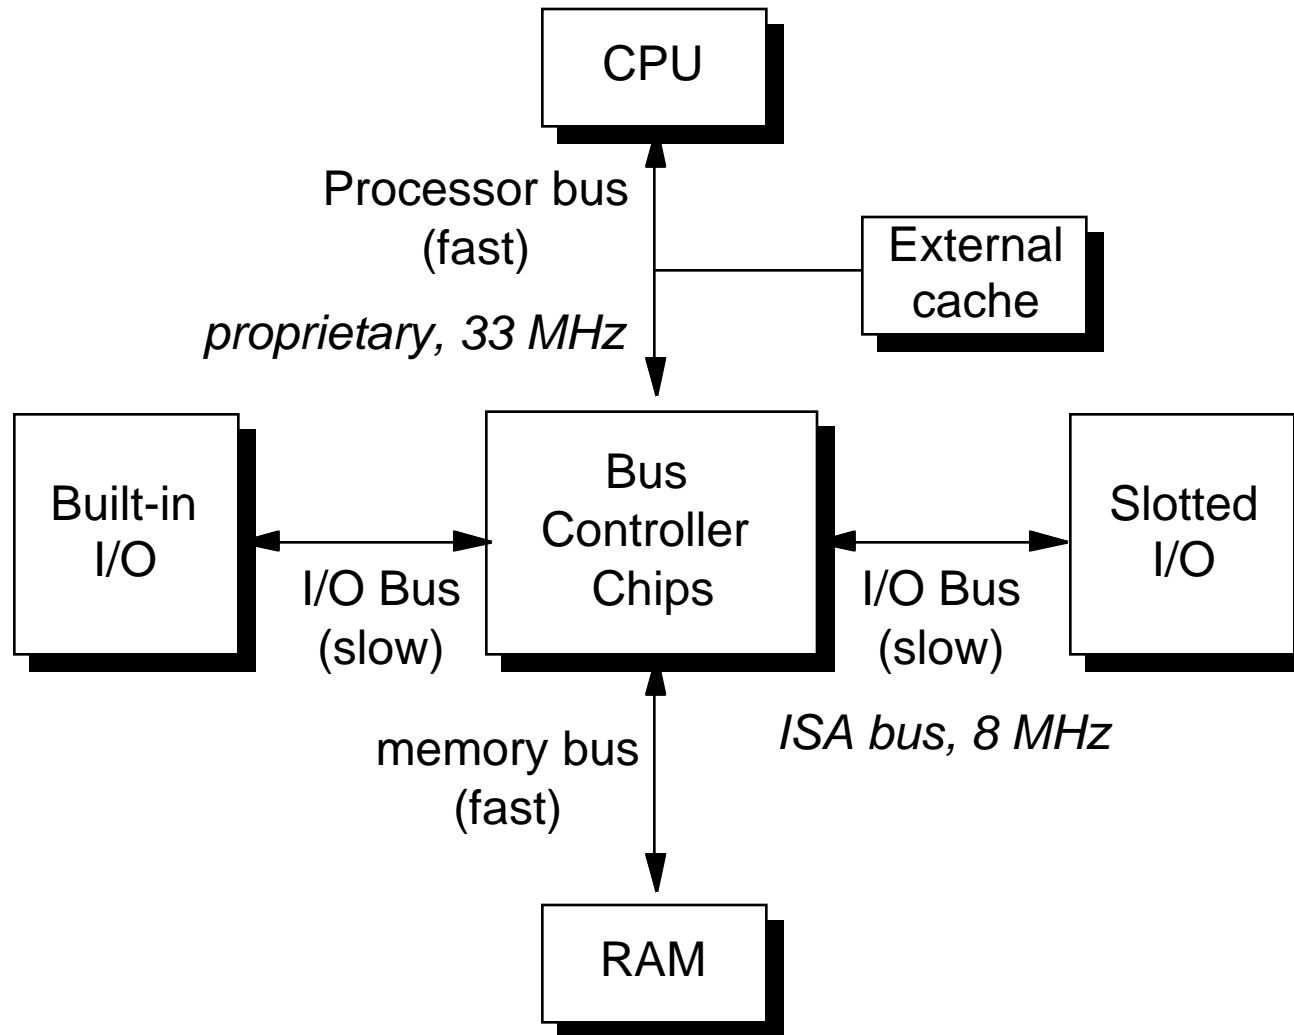 CPU
Processor bus
(fast)
External
cache
proprietary, 33 MHz
Built-in
I/O
Bus
Controller
Chips
Slotted
I/O
I/O Bus
(slow)
I/O Bus
(slow)
ISA bus, 8 MHz
memory bus
(fast)
RAM